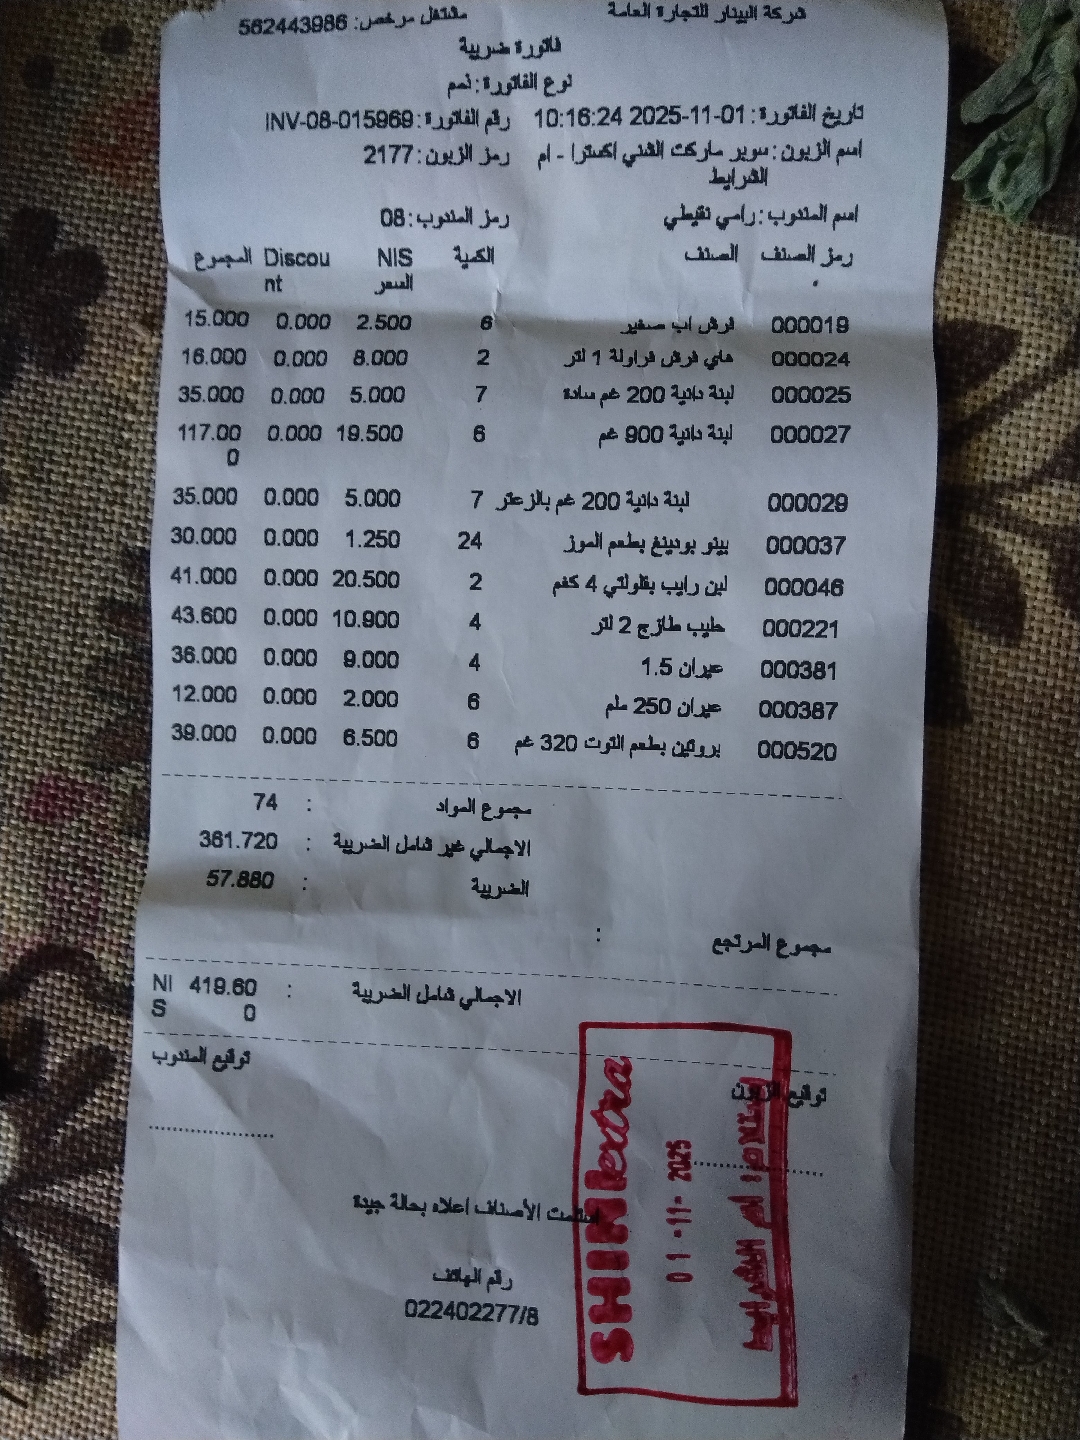 شركة البينار للتجارة العامة مشتغل مرخص: 562443986
فاتورة ضريبة
نوع الفاتورة: ذمم
تاريخ الفاتورة: 2025-11-01 10:16:24 رقم الفاتورة: INV-08-015969
اسم الزبون: سوبر ماركت الشني اكسترا - ام الشرايط رمز الزبون: 2177
اسم المندوب: رامي نقيطي رمز المندوب: 08
رمز الصنف الصنف الكمية NIS السعر Discount المجموع
000019 فرش اب صغير 6 2.500 0.000 15.000
000024 هاي فرش فراولة 1 لتر 2 8.000 0.000 16.000
000025 لبنة دانية 200 غم سادة 7 5.000 0.000 35.000
000027 لبنة دانية 900 غم 6 19.500 0.000 117.000
000029 لبنة دانية 200 غم بالزعتر 7 5.000 0.000 35.000
000037 بينو بودينغ بطعم الموز 24 1.250 0.000 30.000
000046 لبن رايب بقلولتي 4 كغم 2 20.500 0.000 41.000
000221 حليب طازج 2 لتر 4 10.900 0.000 43.600
000381 عيران 1.5 4 9.000 0.000 36.000
000387 عيران 250 ملم 6 2.000 0.000 12.000
000520 بروتين بطعم التوت 320 غم 6 6.500 0.000 39.000
مجموع المواد : 74
الاجمالي غير شامل الضريبة : 361.720
الضريبة : 57.880
مجموع المرتجع :
الاجمالي شامل الضريبة : 419.600 NIS
توقيع الزبون توقيع المندوب
استلمت الأصناف اعلاه بحالة جيدة
رقم الهاتف
022402277/8
SHINI extra
01 -11- 2025
استلام: ام الشرايط